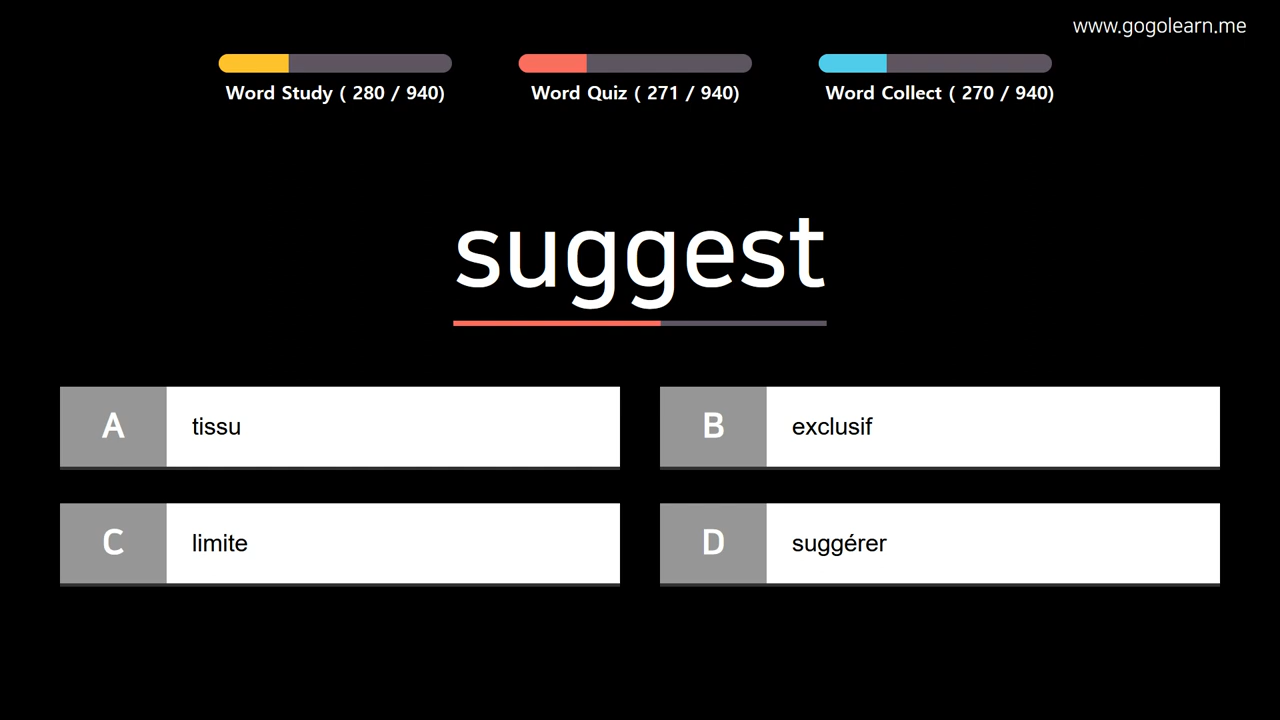 www.gogolearn.me
Word Study ( 280 / 940)
Word Quiz ( 271 / 940)
Word Collect ( 270 / 940)
suggest
A tissu
B exclusif
C limite
D suggérer